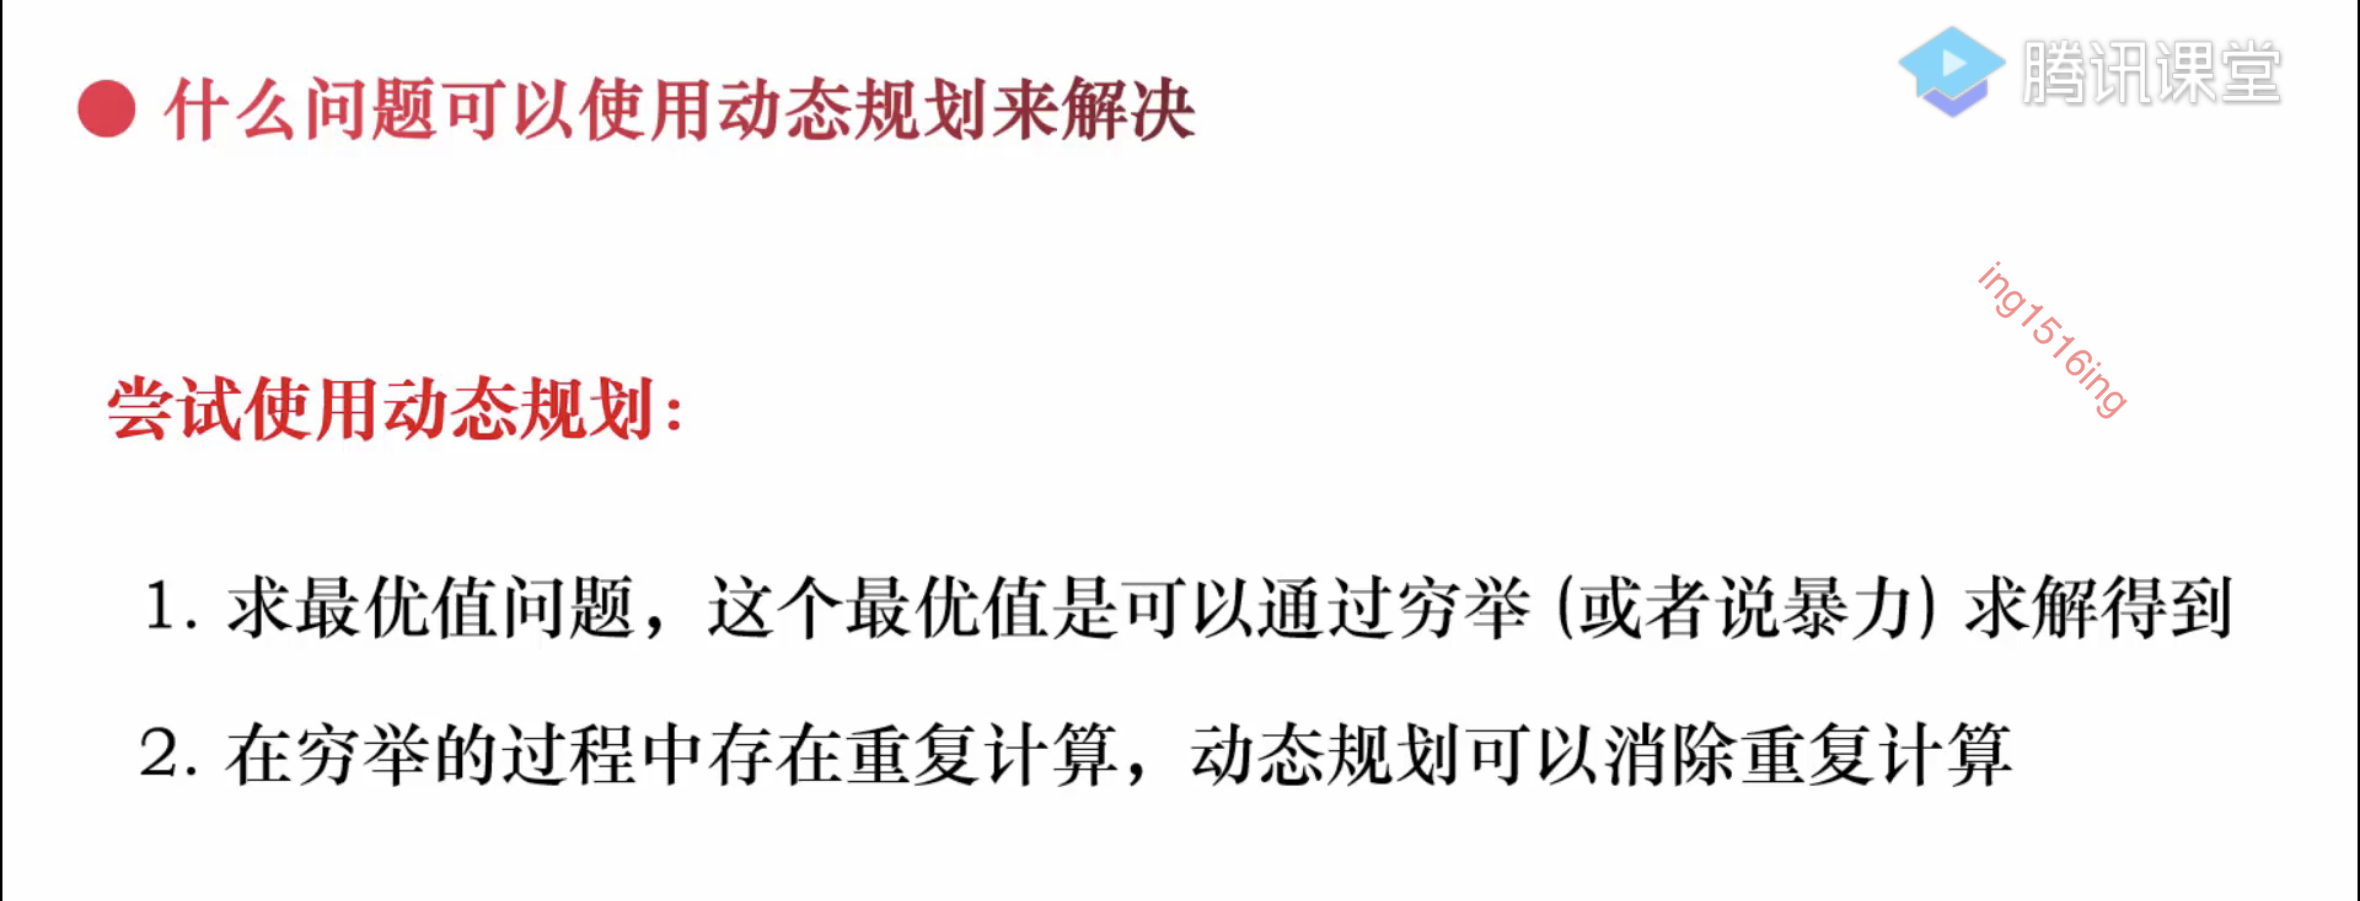 什么问题可以使用动态规划来解决
腾讯课堂
ing1516ing
尝试使用动态规划：
1. 求最优值问题，这个最优值是可以通过穷举 (或者说暴力) 求解得到
2. 在穷举的过程中存在重复计算，动态规划可以消除重复计算